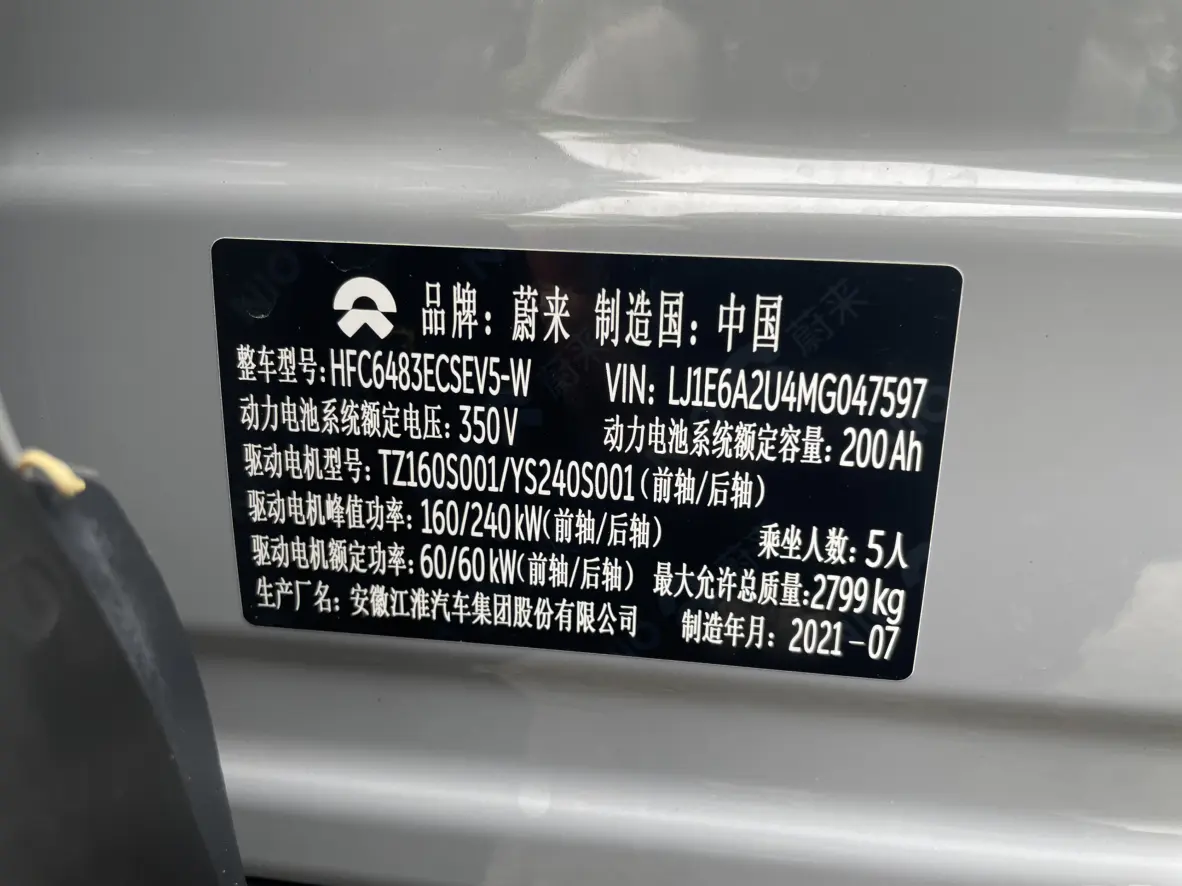 品牌：蔚来 制造国：中国
整车型号：HFC6483ECSEV5-W VIN：LJ1E6A2U4MG047597
动力电池系统额定电压：350V 动力电池系统额定容量：200Ah
驱动电机型号：TZ160S001/YS240S001（前轴/后轴）
驱动电机峰值功率：160/240kW（前轴/后轴） 乘坐人数：5人
驱动电机额定功率：60/60kW（前轴/后轴） 最大允许总质量：2799kg
生产厂名：安徽江淮汽车集团股份有限公司 制造年月：2021-07